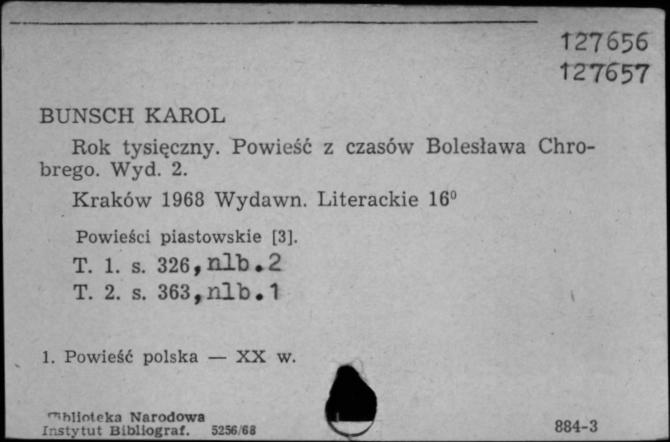 127656
127657
BUNSCH KAROL
Rok tysięczny. Powieść z czasów Bolesława Chro-
brego. Wyd. 2.
Kraków 1968 Wydawn. Literackie 16⁰
Powieści piastowskie [3].
T. 1. s. 326, nlb.2
T. 2. s. 363, nlb.1
1. Powieść polska — XX w.
Biblioteka Narodowa
Instytut Bibliograf. 5256/68
884-3